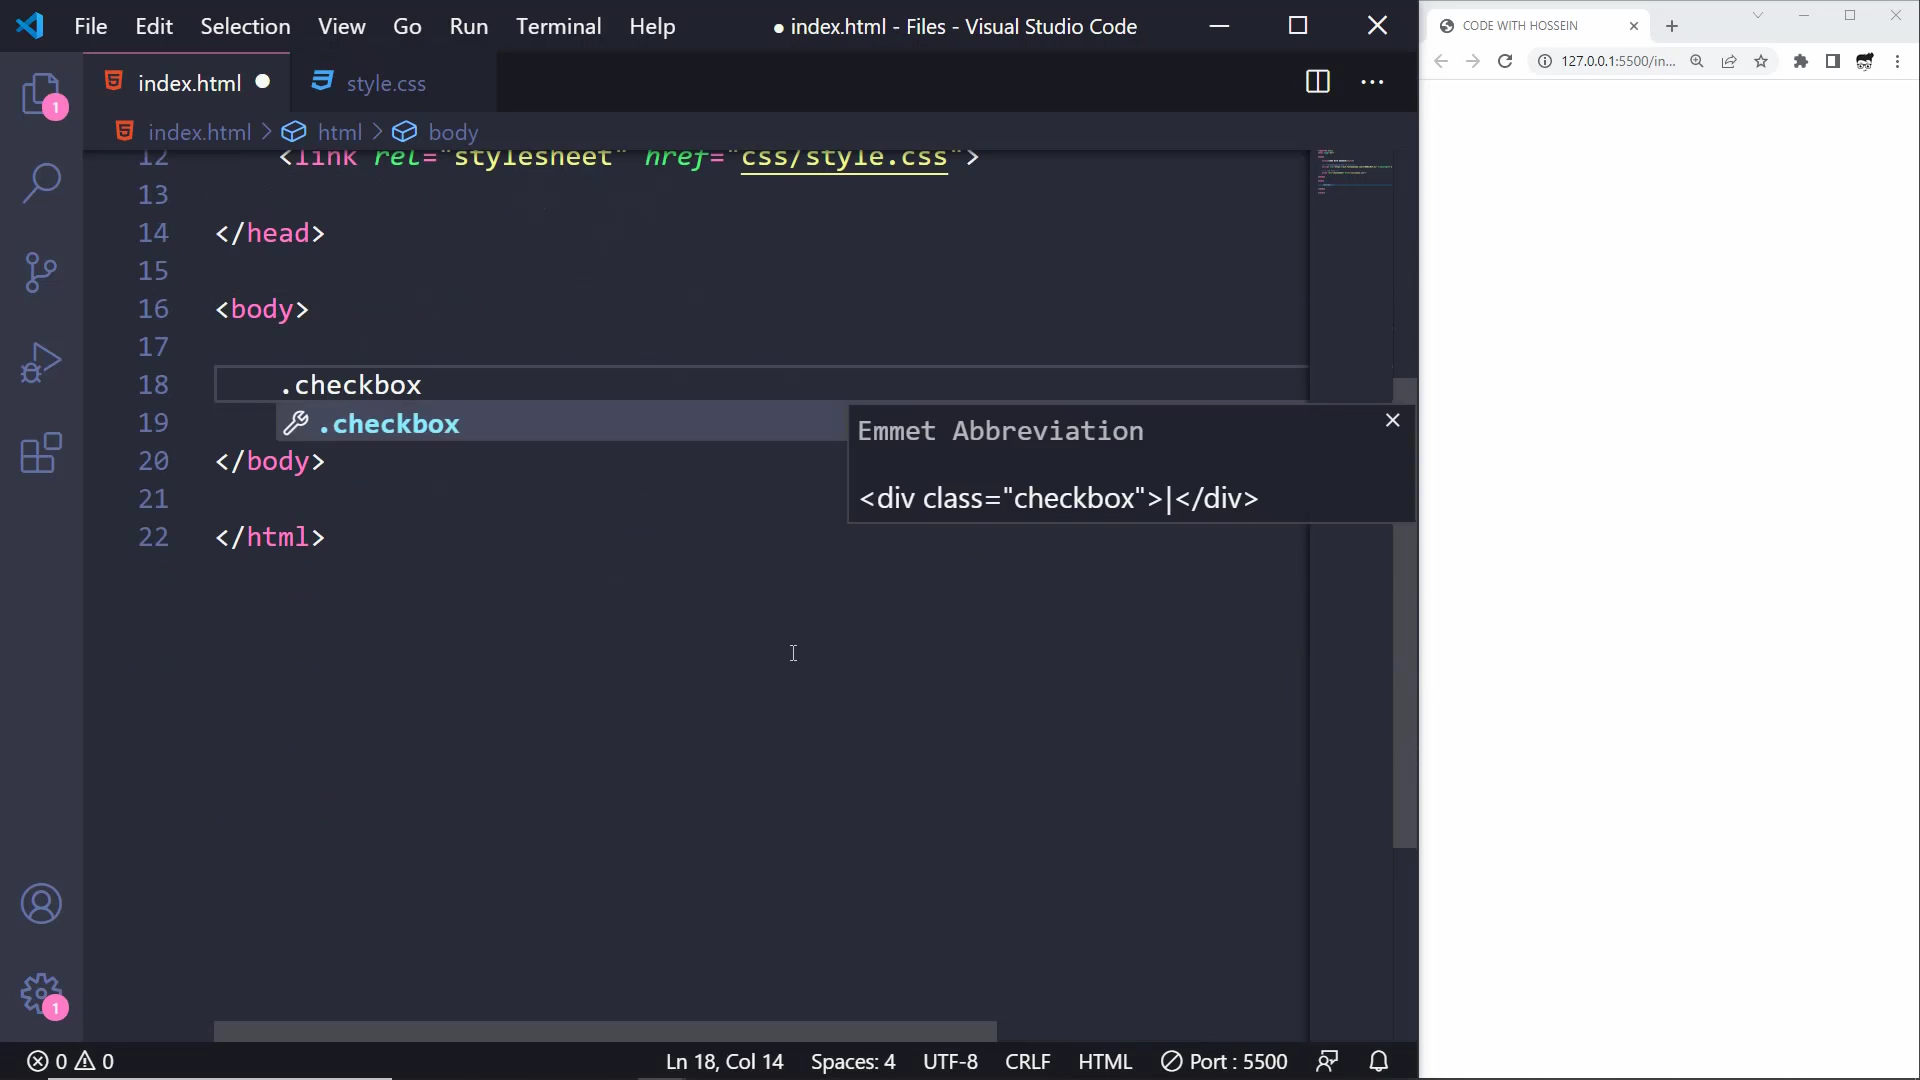 File Edit Selection View Go Run Terminal Help ● index.html - Files - Visual Studio Code
CODE WITH HOSSEIN
127.0.0.1:5500/in...
index.html ● style.css
index.html > html > body
12 <link rel="stylesheet" href="css/style.css">
13
14 </head>
15
16 <body>
17
18 .checkbox
19 .checkbox
Emmet Abbreviation
<div class="checkbox">|</div>
20 </body>
21
22 </html>
1
1
0 0 Ln 18, Col 14 Spaces: 4 UTF-8 CRLF HTML Port : 5500